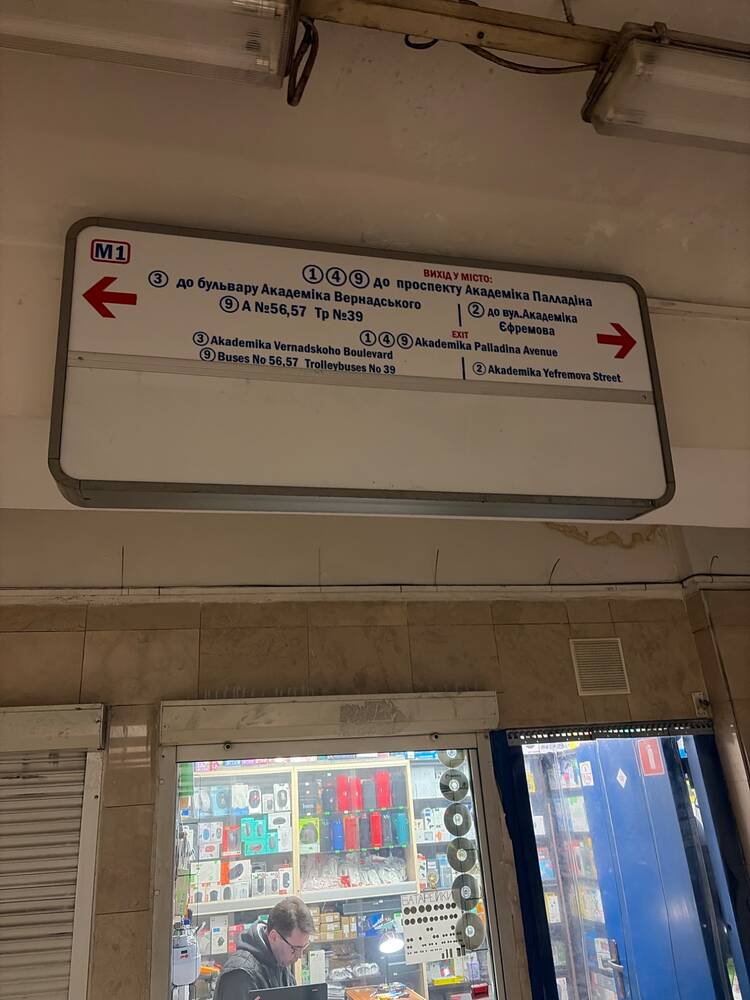 M1
ВИХІД У МІСТО:
③ до бульвару Академіка Вернадського
⑨ А №56,57 Тр №39
①④⑨ до проспекту Академіка Палладіна
② до вул.Академіка
Єфремова
EXIT
③ Akademika Vernadskoho Boulevard
⑨ Buses No 56,57 Trolleybuses No 39
①④⑨ Akademika Palladina Avenue
② Akademika Yefremova Street
БАТАРЕЙКИ